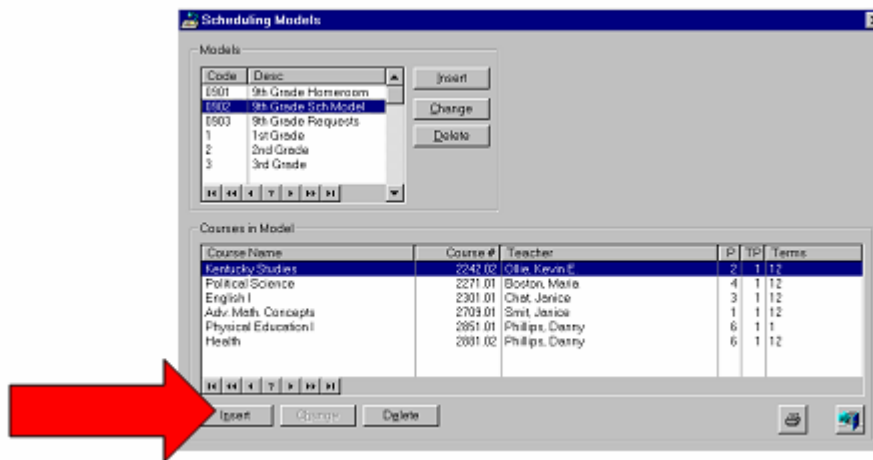 Scheduling Models
Models
Code Desc
0901 9th Grade Homeroom
0902 9th Grade Sch Model
0903 9th Grade Requests
1 1st Grade
2 2nd Grade
3 3rd Grade
Insert
Change
Delete
Courses in Model
Course Name Course # Teacher P TP Terms
Kentucky Studies 2242.02 Ollie, Kevin E 2 1 12
Political Science 2271.01 Boston, Maria 4 1 12
English I 2301.01 Chat, Janice 3 1 12
Adv. Math. Concepts 2709.01 Smit, Janice 1 1 12
Physical Education I 2851.01 Phillips, Danny 6 1 1
Health 2881.02 Phillips, Danny 6 1 12
Insert Change Delete